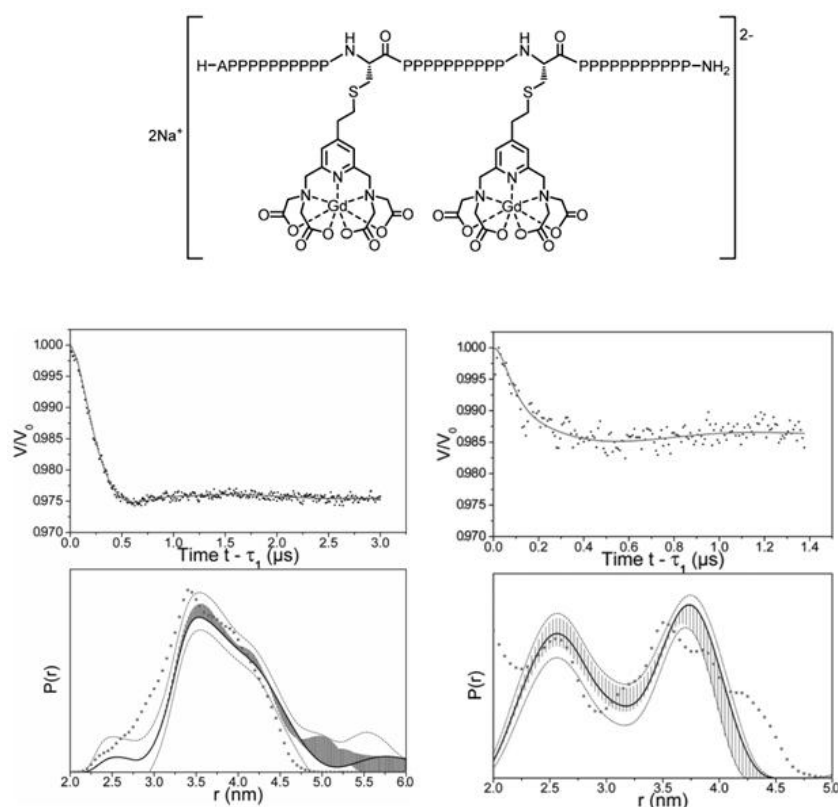 2-
H O H O
N N
H-APPPPPPPPPPP PPPPPPPPPPP PPPPPPPPPPPP-NH₂
S S
2Na⁺
N N
N N N N
Gd Gd
O O O O
O O O O O O O O
O O O O
V/V₀
1.000
0.995
0.990
0.985
0.980
0.975
0.970
0.0 0.5 1.0 1.5 2.0 2.5 3.0
Time t - τ₁ (µs)
V/V₀
1.000
0.995
0.990
0.985
0.980
0.975
0.970
0.0 0.2 0.4 0.6 0.8 1.0 1.2 1.4
Time t - τ₁ (µs)
P(r)
2.0 2.5 3.0 3.5 4.0 4.5 5.0 5.5 6.0
r (nm)
P(r)
2.0 2.5 3.0 3.5 4.0 4.5 5.0
r (nm)